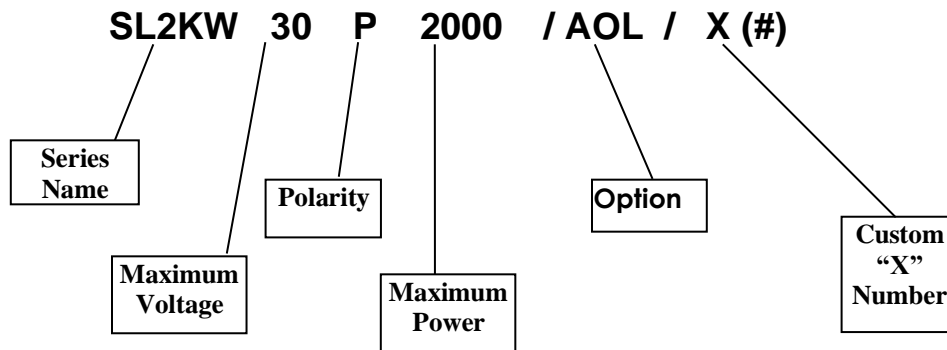 SL2KW 30 P 2000 / AOL / X (#)
Series
Name
Polarity
Option
Maximum
Voltage
Maximum
Power
Custom
“X”
Number